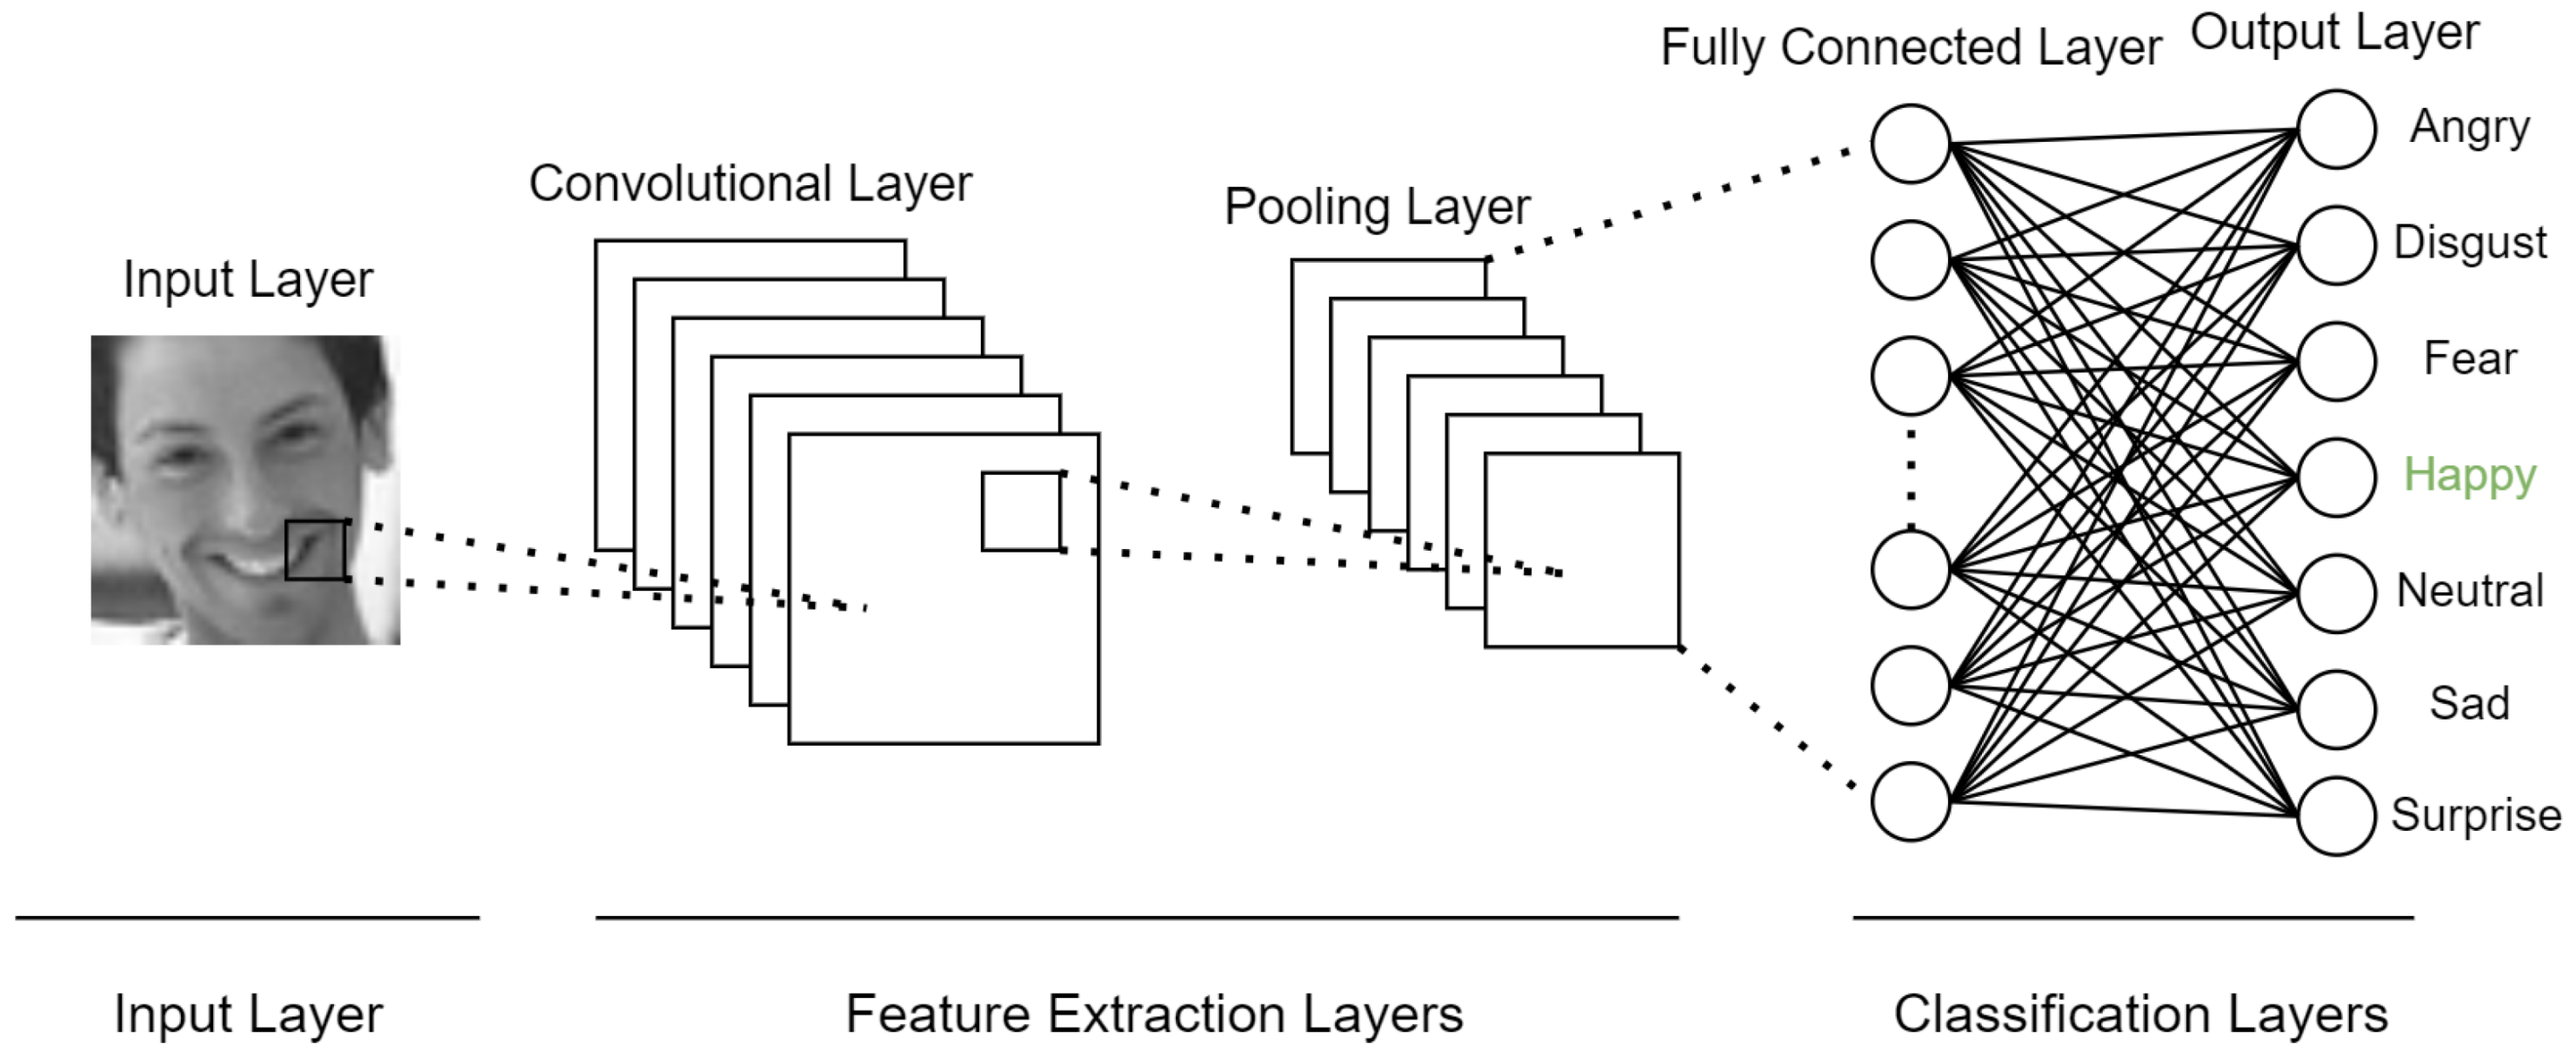 Input Layer
Convolutional Layer
Pooling Layer
Fully Connected Layer
Output Layer
Angry
Disgust
Fear
Happy
Neutral
Sad
Surprise
Input Layer
Feature Extraction Layers
Classification Layers